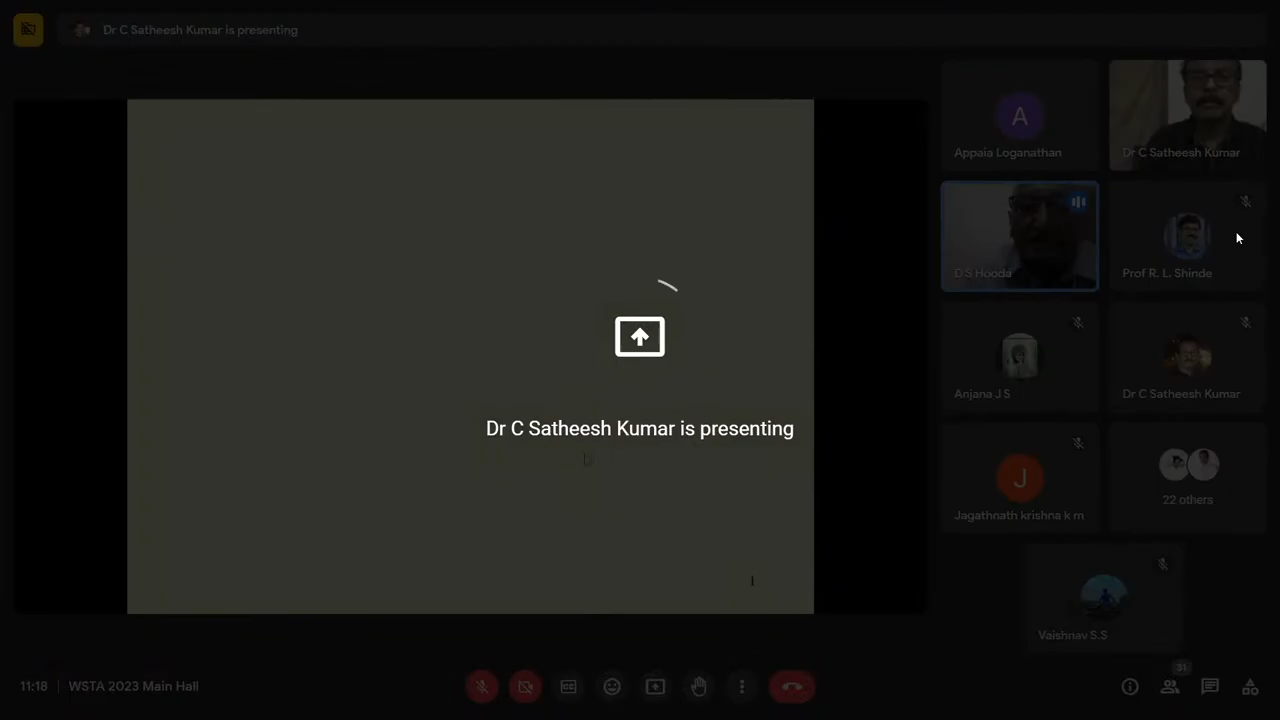 Dr C Satheesh Kumar is presenting
A
Appaia Loganathan
Dr C Satheesh Kumar
D S Hooda
Prof R. L. Shinde
Dr C Satheesh Kumar is presenting
Anjana J S
Dr C Satheesh Kumar
J
Jagathnath krishna k m
22 others
Vaishnav S.S
11:18 | WSTA 2023 Main Hall
CC
31